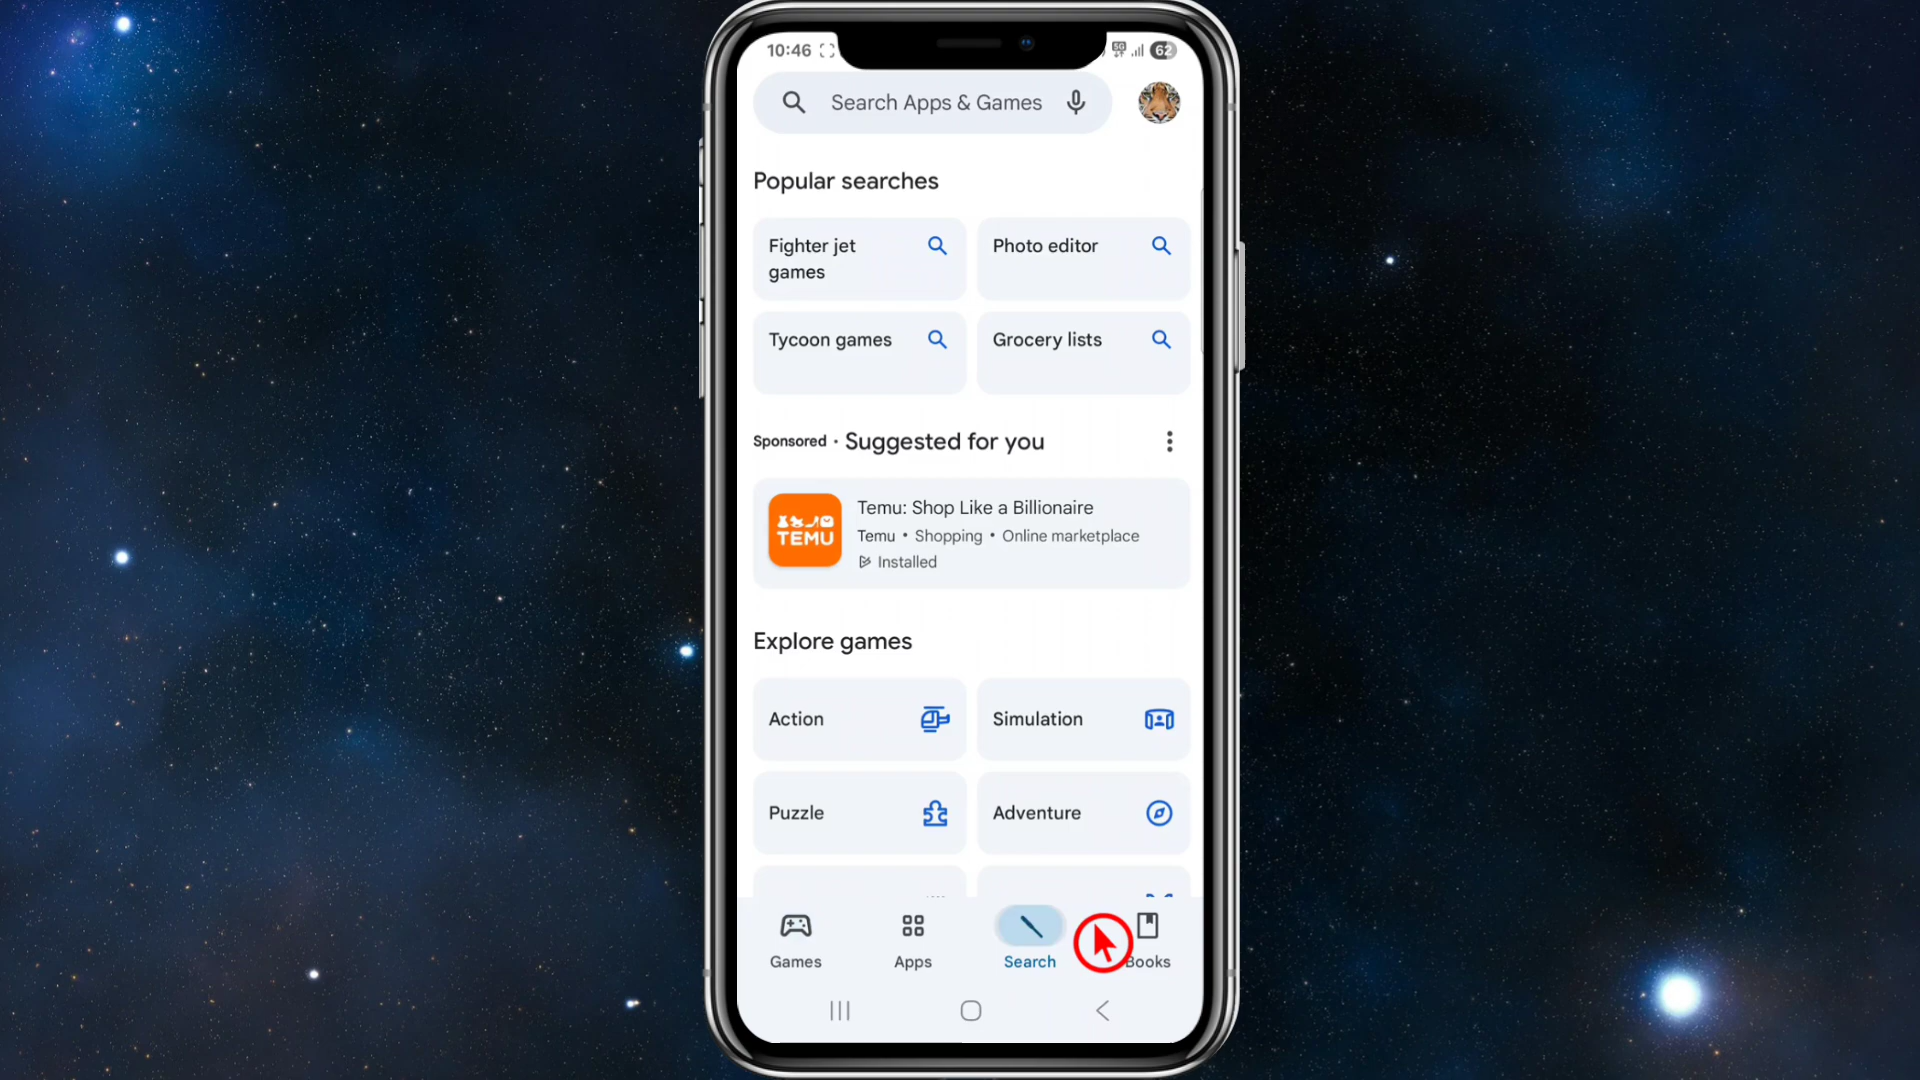 10:46
5G
62
Search Apps & Games
Popular searches
Fighter jet games
Photo editor
Tycoon games
Grocery lists
Sponsored • Suggested for you
TEMU
Temu: Shop Like a Billionaire
Temu • Shopping • Online marketplace
Installed
Explore games
Action
Simulation
Puzzle
Adventure
Games
Apps
Search
Books